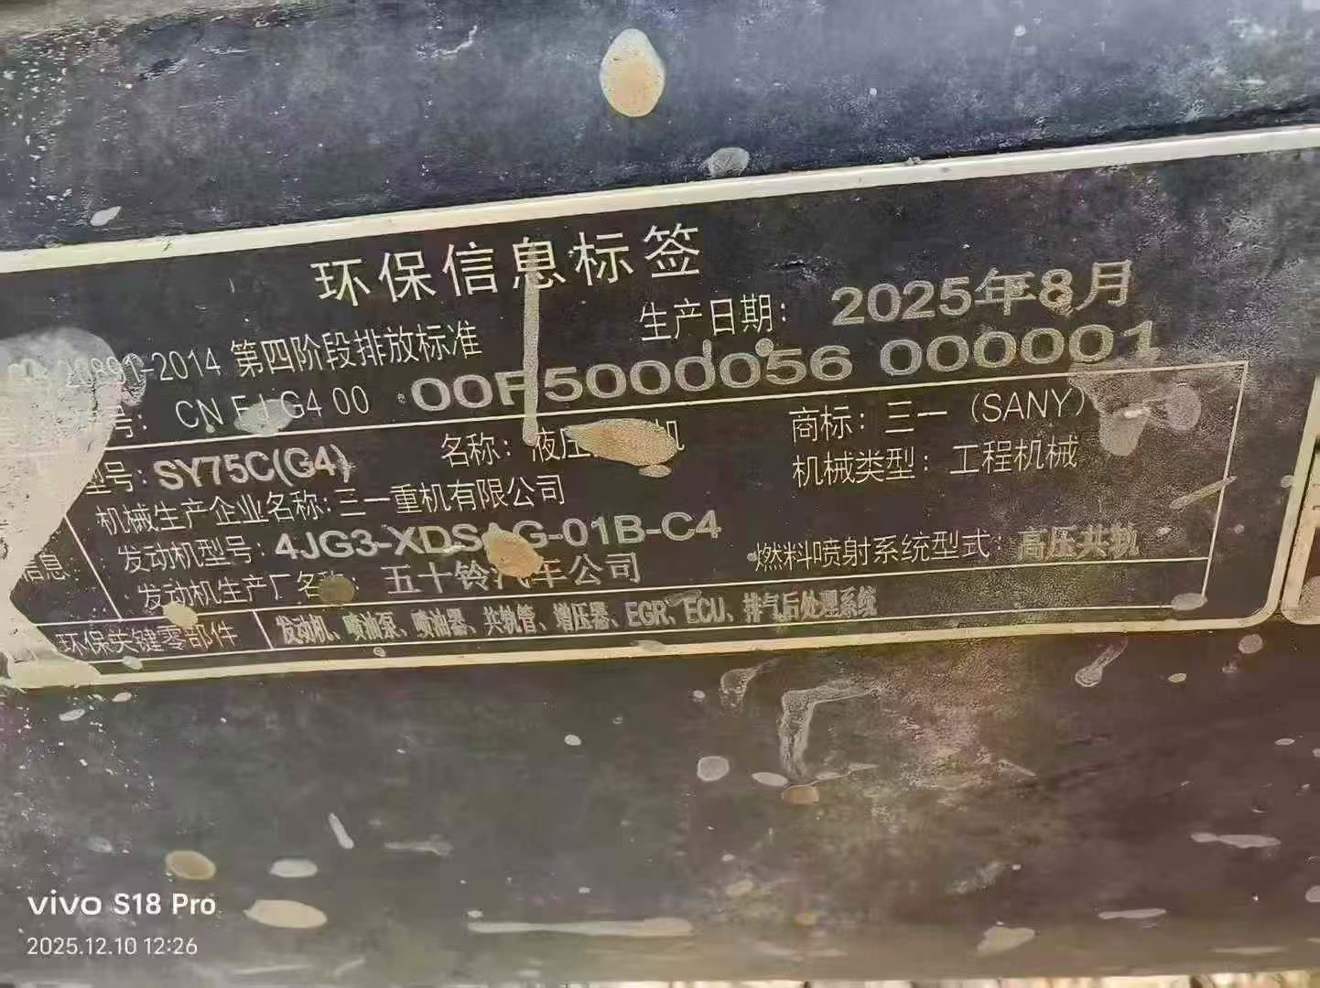 环保信息标签
-2014 第四阶段排放标准
生产日期: 2025年8月
号: CN FJ G4 00 00F5000056 000001
型号: SY75C(G4)
名称: 液压 机
商标: 三一 (SANY)
机械生产企业名称: 三一重机有限公司
机械类型: 工程机械
发动机型号: 4JG3-XDS G-01B-C4
燃料喷射系统型式: 高压共轨
信息:
发动机生产厂名 : 五十铃汽车公司
环保关键零部件
发动机、喷油泵、喷油器、共轨管、增压器、EGR、ECU、排气后处理系统
vivo S18 Pro
2025.12.10 12:26